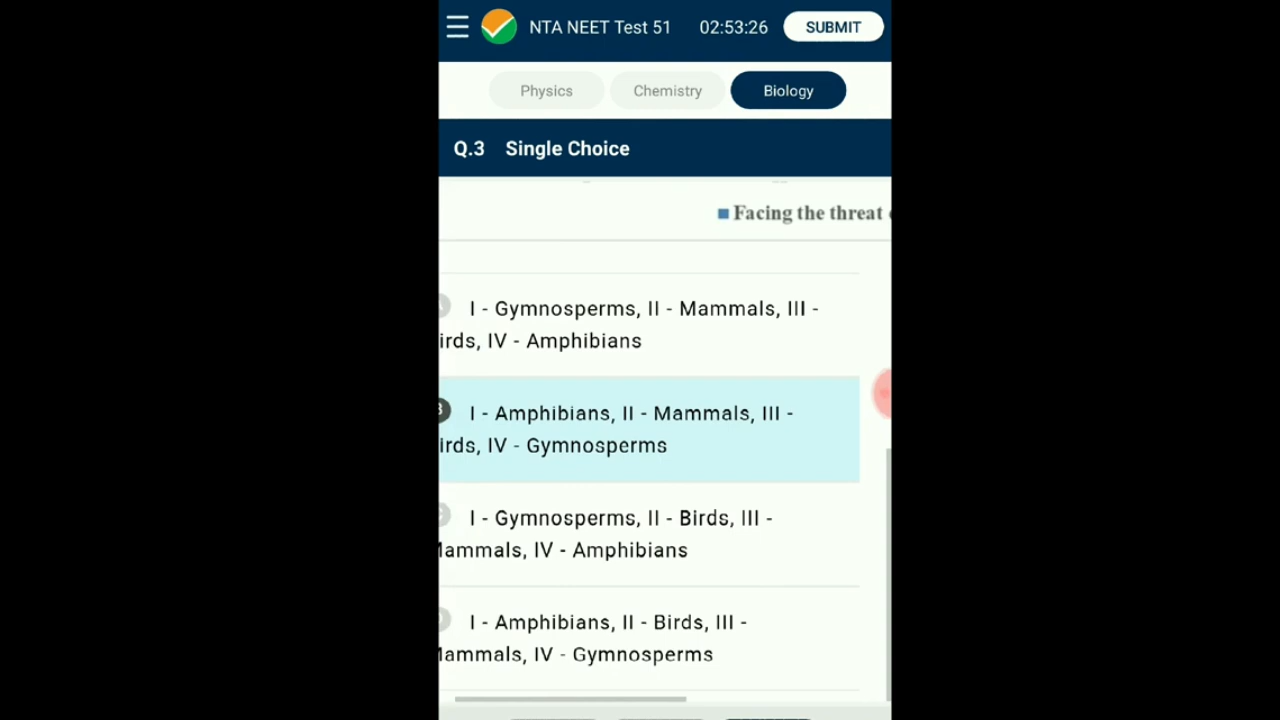 NTA NEET Test 51 02:53:26 SUBMIT
Physics Chemistry Biology
Q.3 Single Choice
Facing the threat
I - Gymnosperms, II - Mammals, III -
irds, IV - Amphibians
I - Amphibians, II - Mammals, III -
irds, IV - Gymnosperms
I - Gymnosperms, II - Birds, III -
ammals, IV - Amphibians
I - Amphibians, II - Birds, III -
ammals, IV - Gymnosperms